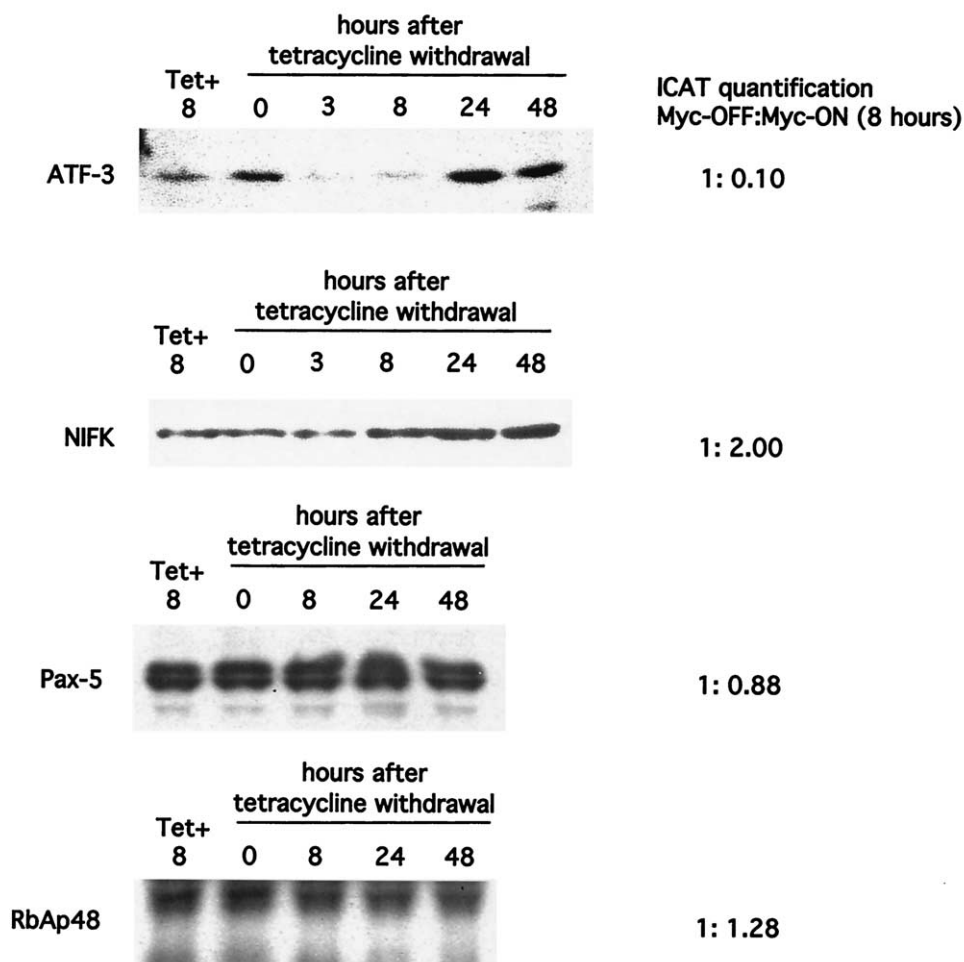 hours after
tetracycline withdrawal
Tet+
8 0 3 8 24 48
ICAT quantification
Myc-OFF:Myc-ON (8 hours)
ATF-3
1: 0.10
hours after
tetracycline withdrawal
Tet+
8 0 3 8 24 48
NIFK
1: 2.00
hours after
tetracycline withdrawal
Tet+
8 0 8 24 48
Pax-5
1: 0.88
hours after
tetracycline withdrawal
Tet+
8 0 8 24 48
RbAp48
1: 1.28